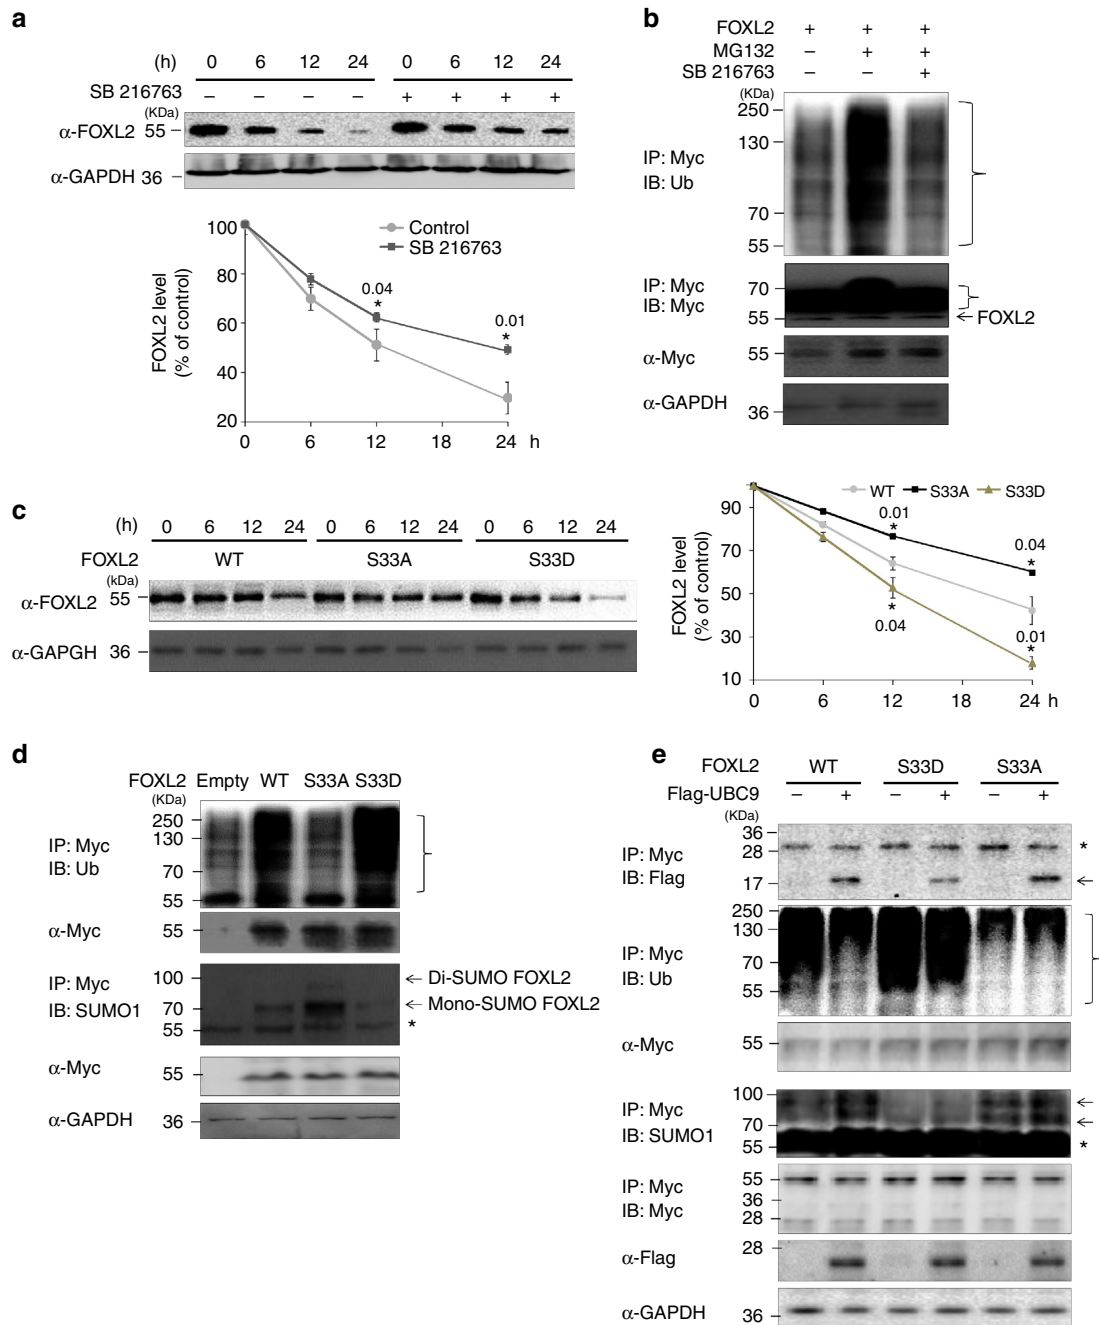 a
(h) 0 6 12 24 0 6 12 24
SB 216763 – – – – + + + +
(KDa)
α-FOXL2 55
α-GAPDH 36
FOXL2 level
(% of control)
100
80
60
40
20
Control
SB 216763
0.04
*
0.01
*
0 6 12 18 24 h
b
FOXL2 + + +
MG132 – + +
SB 216763 – – +
(KDa)
250
130
IP: Myc
IB: Ub
70
55
IP: Myc 70
IB: Myc
55 ← FOXL2
α-Myc 55
α-GAPDH
36
c
(h) 0 6 12 24 0 6 12 24 0 6 12 24
FOXL2 WT S33A S33D
(kDa)
α-FOXL2 55
α-GAPGH 36
WT S33A S33D
FOXL2 level
(% of control)
90
70
50
30
10
0.01
*
0.04
*
*
0.04
0.01
*
0 6 12 18 24 h
d
FOXL2 Empty WT S33A S33D
(KDa)
250
130
IP: Myc
IB: Ub
70
55
α-Myc 55
100 ← Di-SUMO FOXL2
IP: Myc
IB: SUMO1
70 ← Mono-SUMO FOXL2
55 *
α-Myc 55
α-GAPDH 36
e
FOXL2 WT S33D S33A
Flag-UBC9 – + – + – +
(KDa)
36
28 *
IP: Myc
IB: Flag
17 ←
250
130
IP: Myc
IB: Ub
70
55
α-Myc 55
100 ←
IP: Myc
IB: SUMO1
70 ←
55 *
IP: Myc
IB: Myc
55
36
28
28
α-Flag
α-GAPDH 36